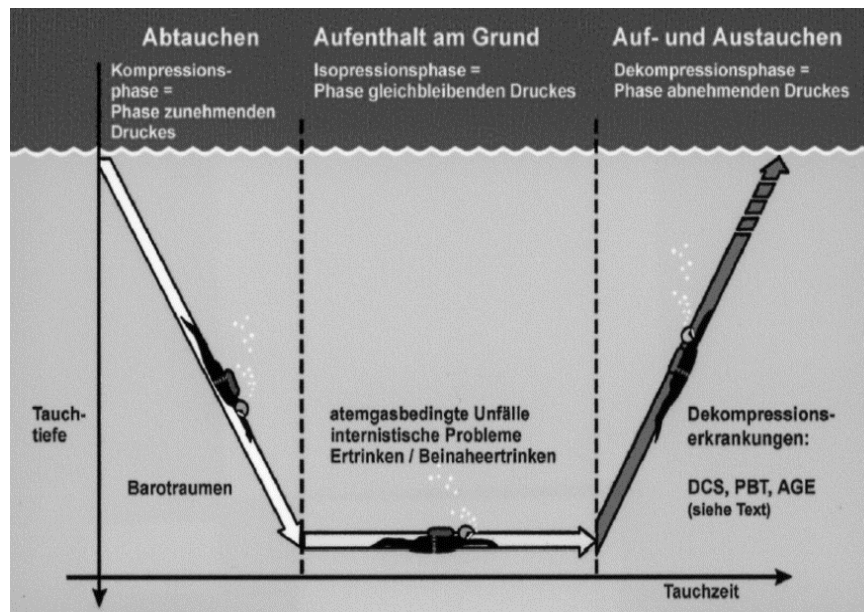 Abtauchen
Kompressions-
phase =
Phase zunehmenden
Druckes
Aufenthalt am Grund
Isopressionsphase =
Phase gleichbleibenden Druckes
Auf- und Austauchen
Dekompressionsphase =
Phase abnehmenden Druckes
Tauch-
tiefe
Barotraumen
atemgasbedingte Unfälle
internistische Probleme
Ertrinken / Beinaheertrinken
Dekompressions-
erkrankungen:
DCS, PBT, AGE
(siehe Text)
Tauchzeit